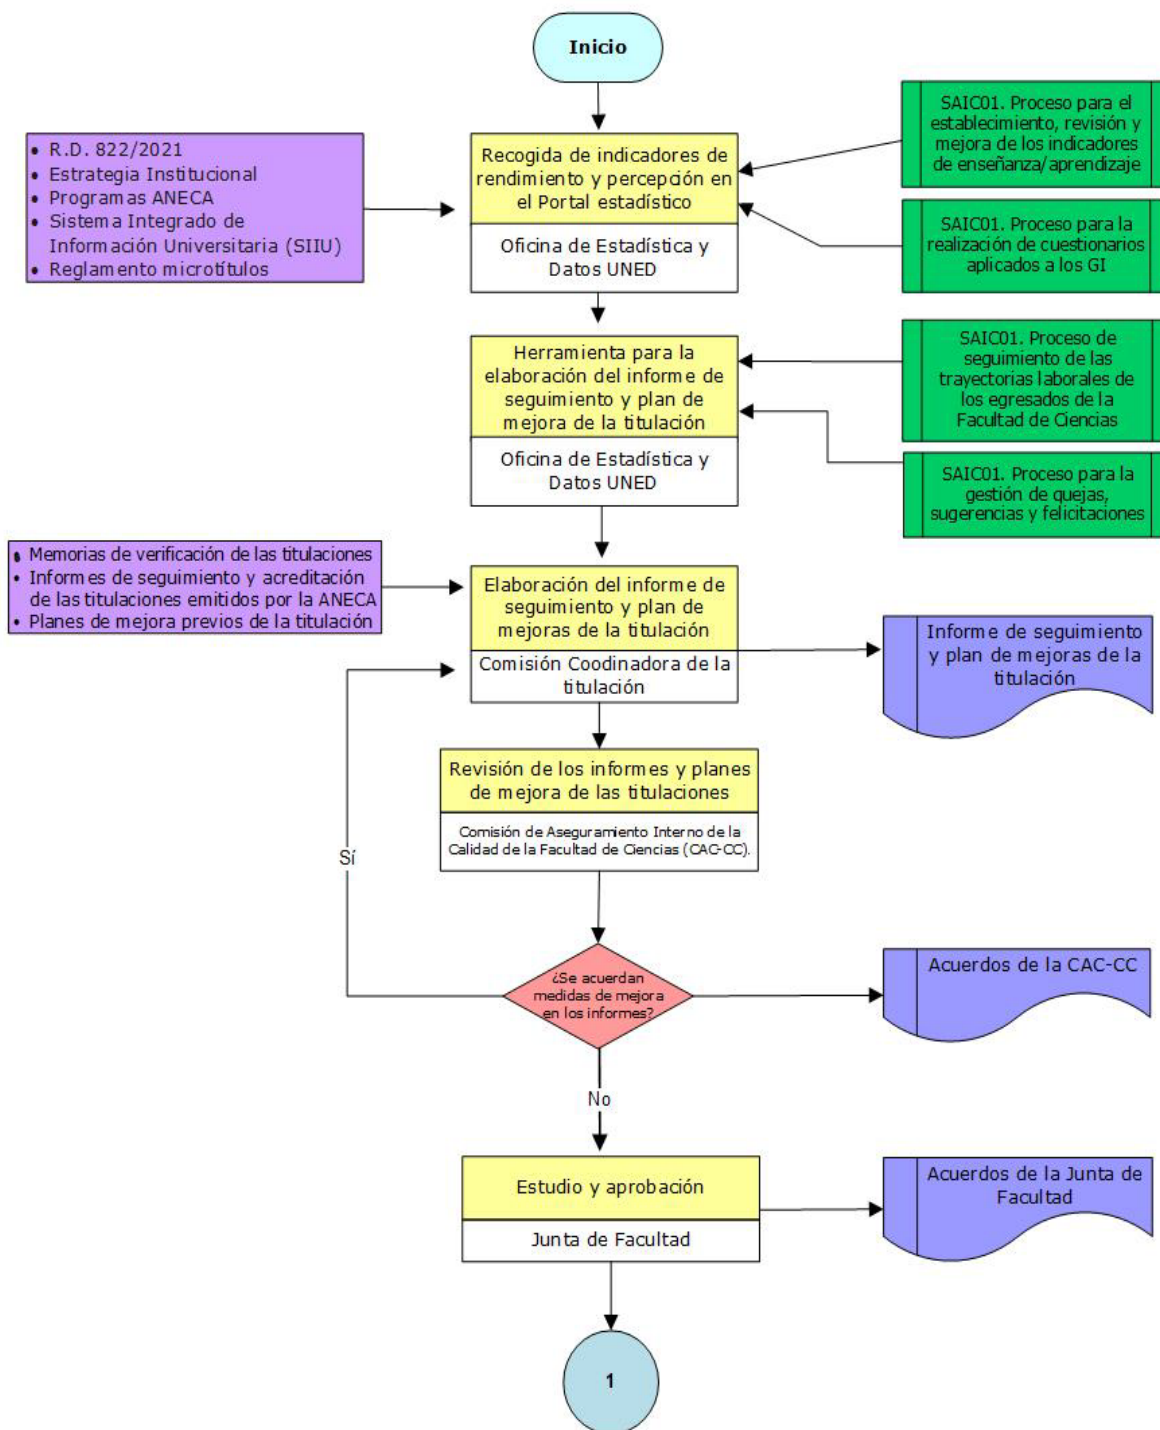 Inicio
SAIC01. Proceso para el
establecimiento, revisión y
mejora de los indicadores
de enseñanza/aprendizaje
• R.D. 822/2021
• Estrategia Institucional
• Programas ANECA
• Sistema Integrado de
Información Universitaria (SIIU)
• Reglamento microtítulos
Recogida de indicadores de
rendimiento y percepción en
el Portal estadístico
Oficina de Estadística y
Datos UNED
SAIC01. Proceso para la
realización de cuestionarios
aplicados a los GI
Herramienta para la
elaboración del informe de
seguimiento y plan de
mejora de la titulación
Oficina de Estadística y
Datos UNED
SAIC01. Proceso de
seguimiento de las
trayectorias laborales de
los egresados de la
Facultad de Ciencias
SAIC01. Proceso para la
gestión de quejas,
sugerencias y felicitaciones
• Memorias de verificación de las titulaciones
• Informes de seguimiento y acreditación
de las titulaciones emitidos por la ANECA
• Planes de mejora previos de la titulación
Elaboración del informe de
seguimiento y plan de
mejoras de la titulación
Comisión Coodinadora de la
titulación
Informe de seguimiento
y plan de mejoras de la
titulación
Revisión de los informes y planes
de mejora de las titulaciones
Comisión de Aseguramiento Interno de la
Calidad de la Facultad de Ciencias (CAC-CC).
Sí
¿Se acuerdan
medidas de mejora
en los informes?
Acuerdos de la CAC-CC
No
Estudio y aprobación
Junta de Facultad
Acuerdos de la Junta de
Facultad
1